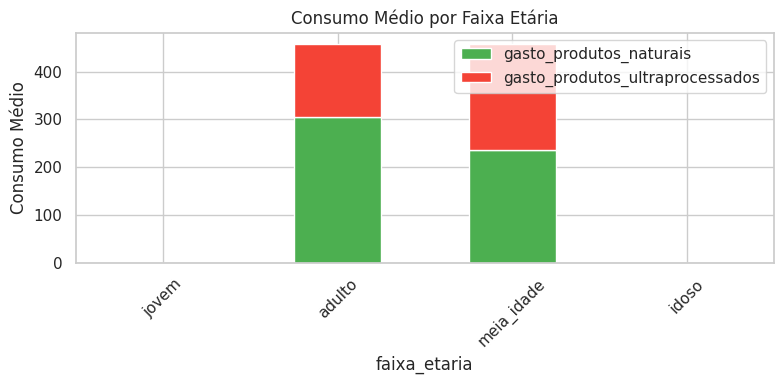 Consumo Médio por Faixa Etária
gasto_produtos_naturais
gasto_produtos_ultraprocessados
Consumo Médio
400
300
200
100
0
jovem
adulto
meia_idade
idoso
faixa_etaria